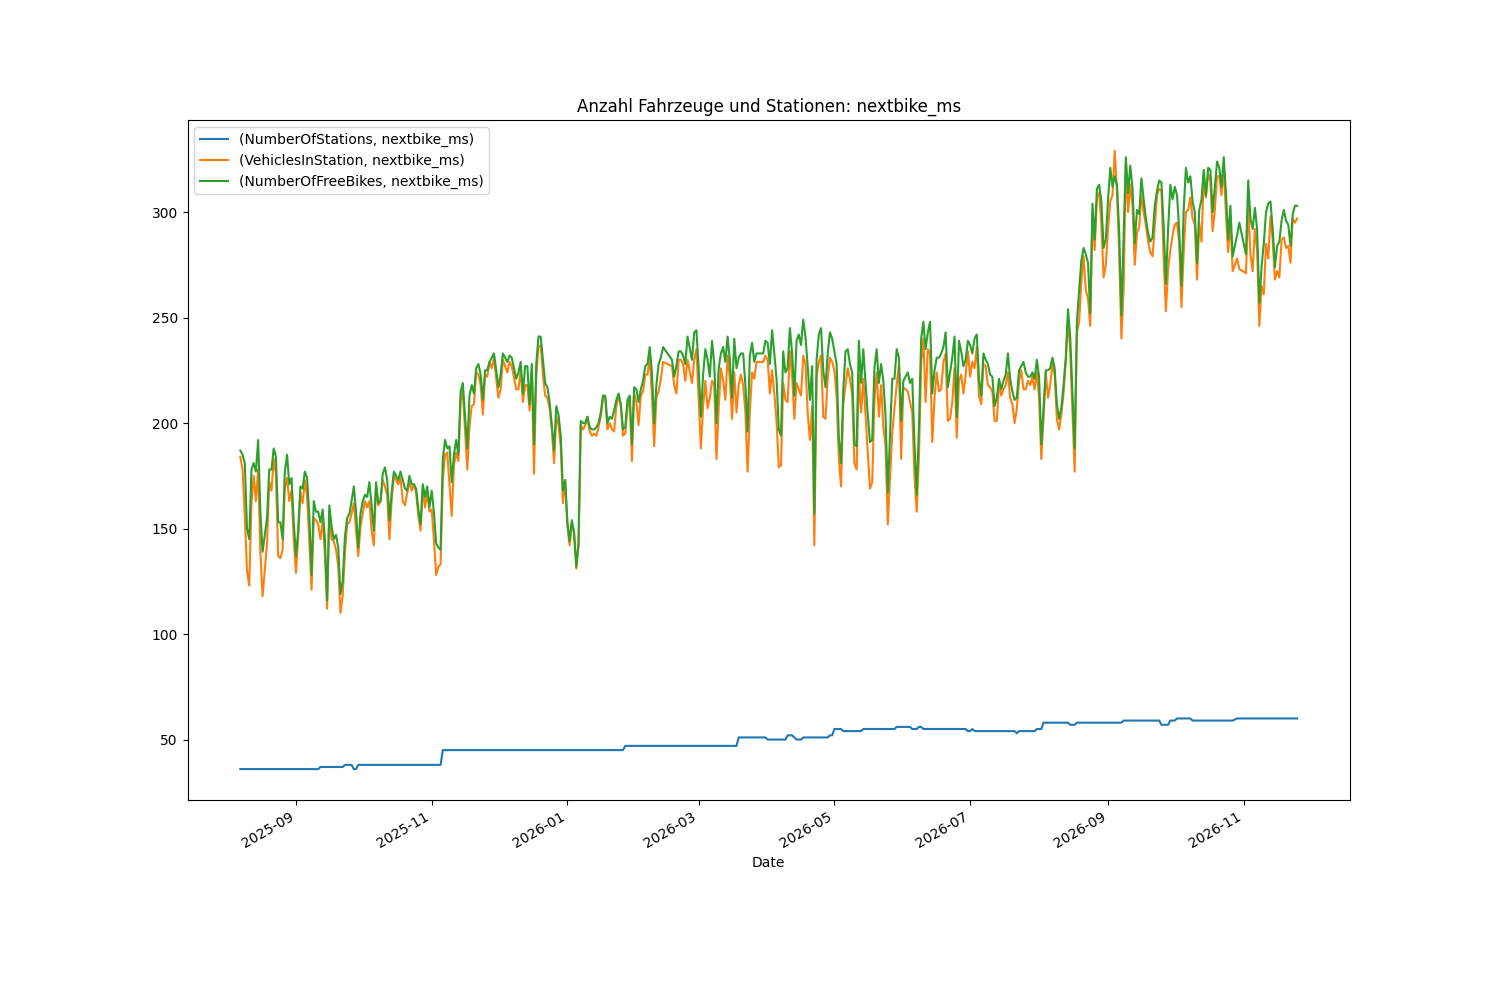 Anzahl Fahrzeuge und Stationen: nextbike_ms
(NumberOfStations, nextbike_ms)
(VehiclesInStation, nextbike_ms)
(NumberOfFreeBikes, nextbike_ms)
300
250
200
150
100
50
2025-09
2025-11
2026-01
2026-03
2026-05
2026-07
2026-09
2026-11
Date